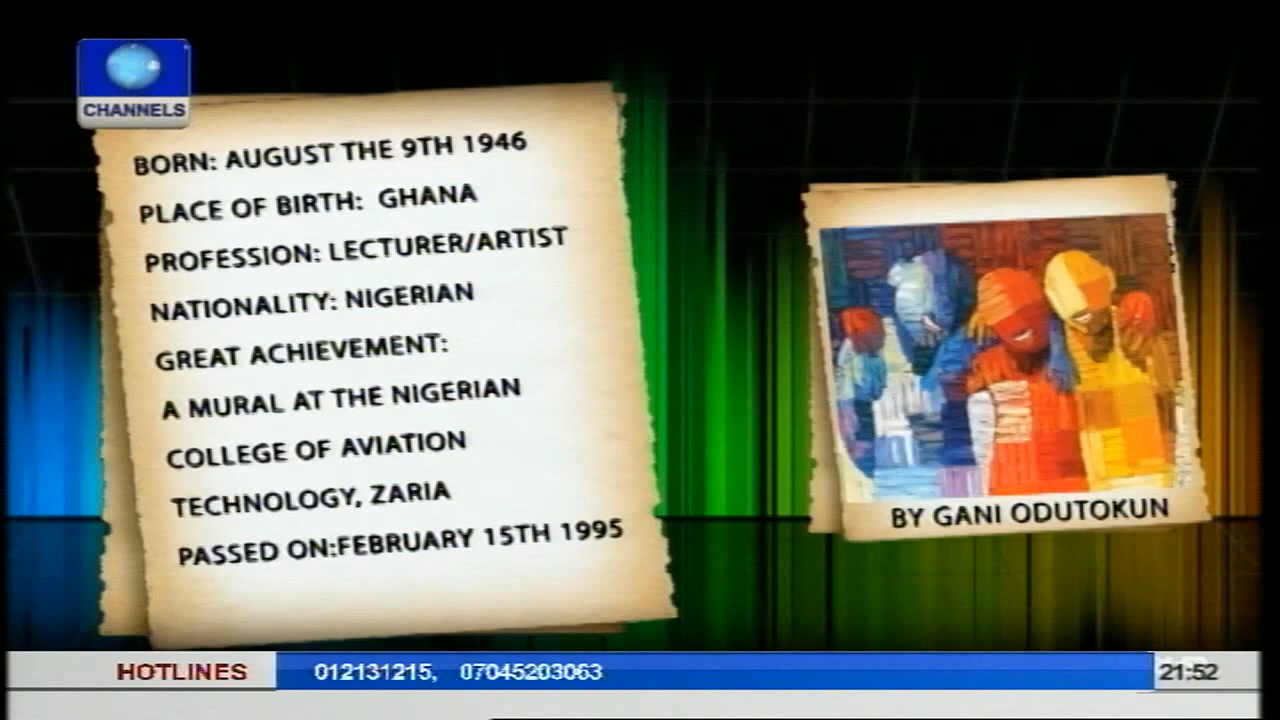 CHANNELS
BORN: AUGUST THE 9TH 1946
PLACE OF BIRTH: GHANA
PROFESSION: LECTURER/ARTIST
NATIONALITY: NIGERIAN
GREAT ACHIEVEMENT:
A MURAL AT THE NIGERIAN
COLLEGE OF AVIATION
TECHNOLOGY, ZARIA
PASSED ON:FEBRUARY 15TH 1995
BY GANI ODUTOKUN
HOTLINES 012131215, 07045203063 21:52